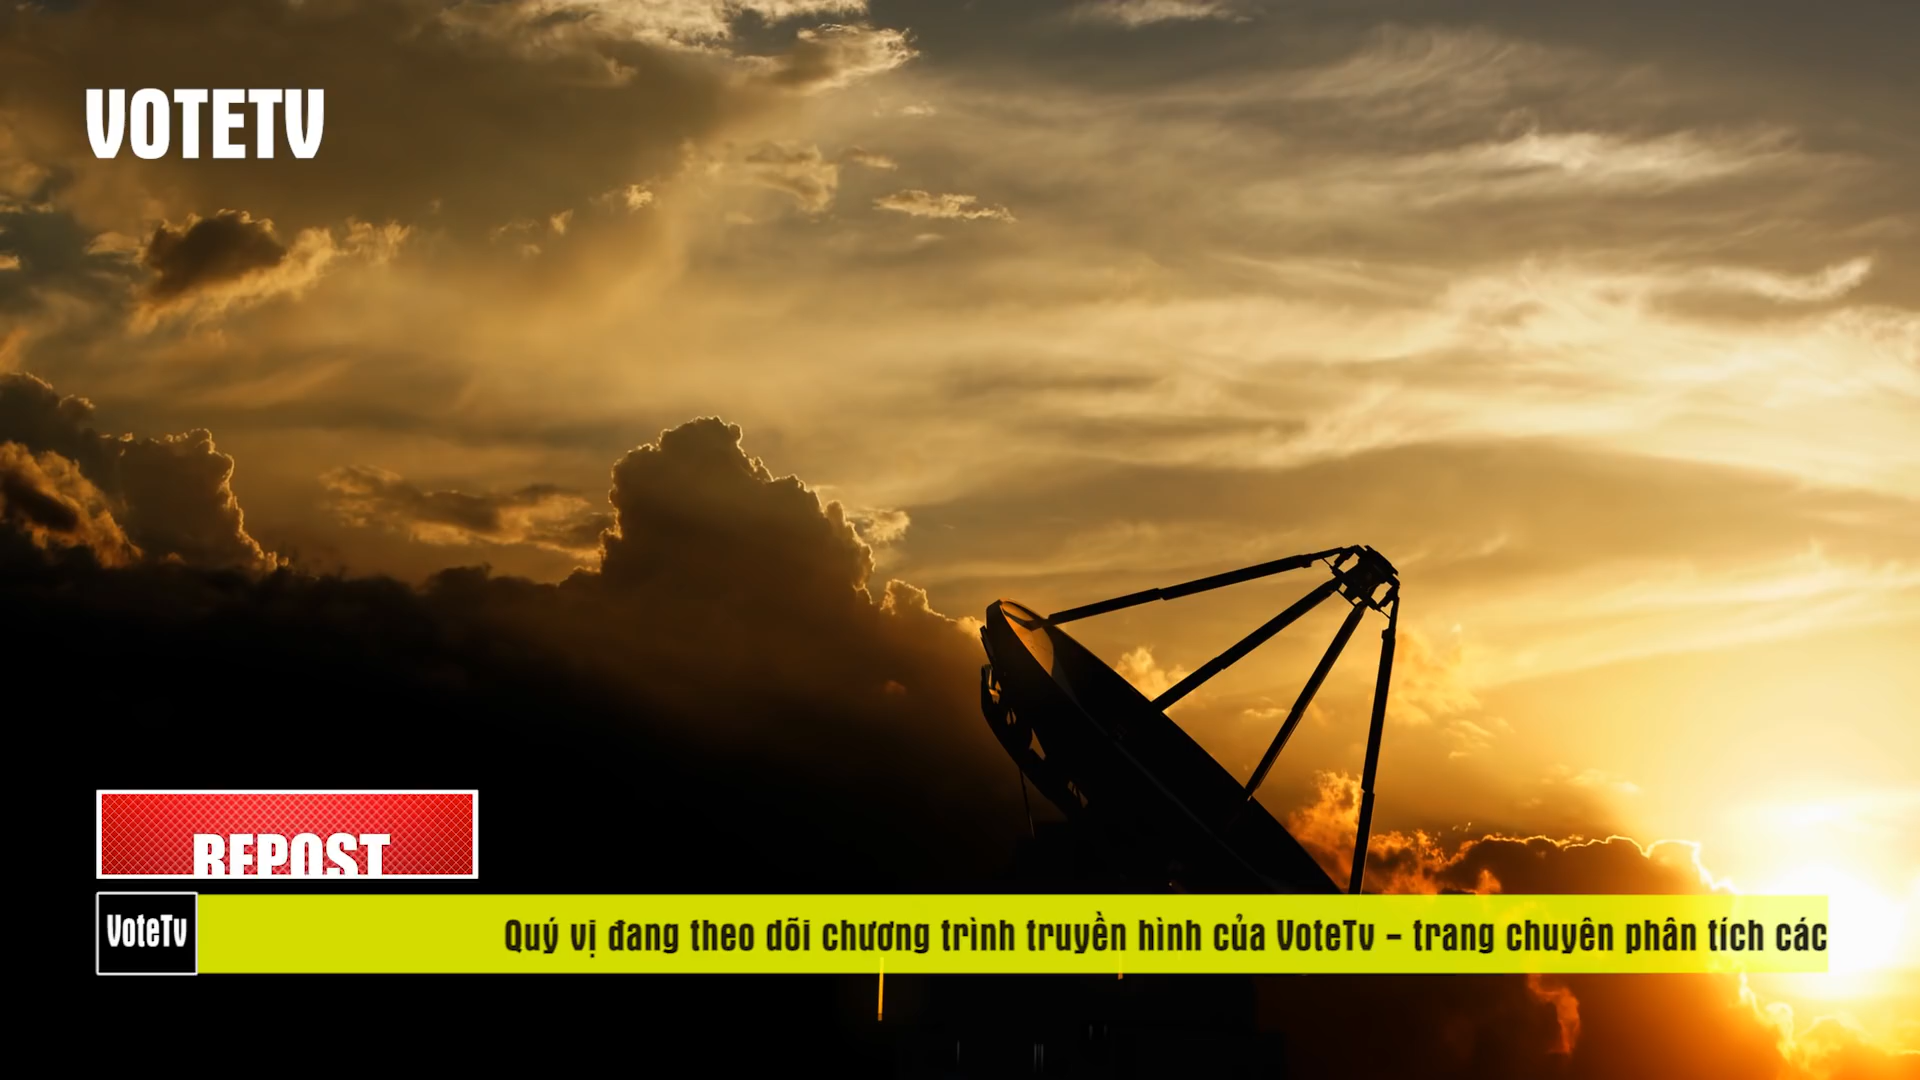 VOTETV
REPOST
VoteTv
Quý vị đang theo dõi chương trình truyền hình của VoteTv - trang chuyên phân tích các